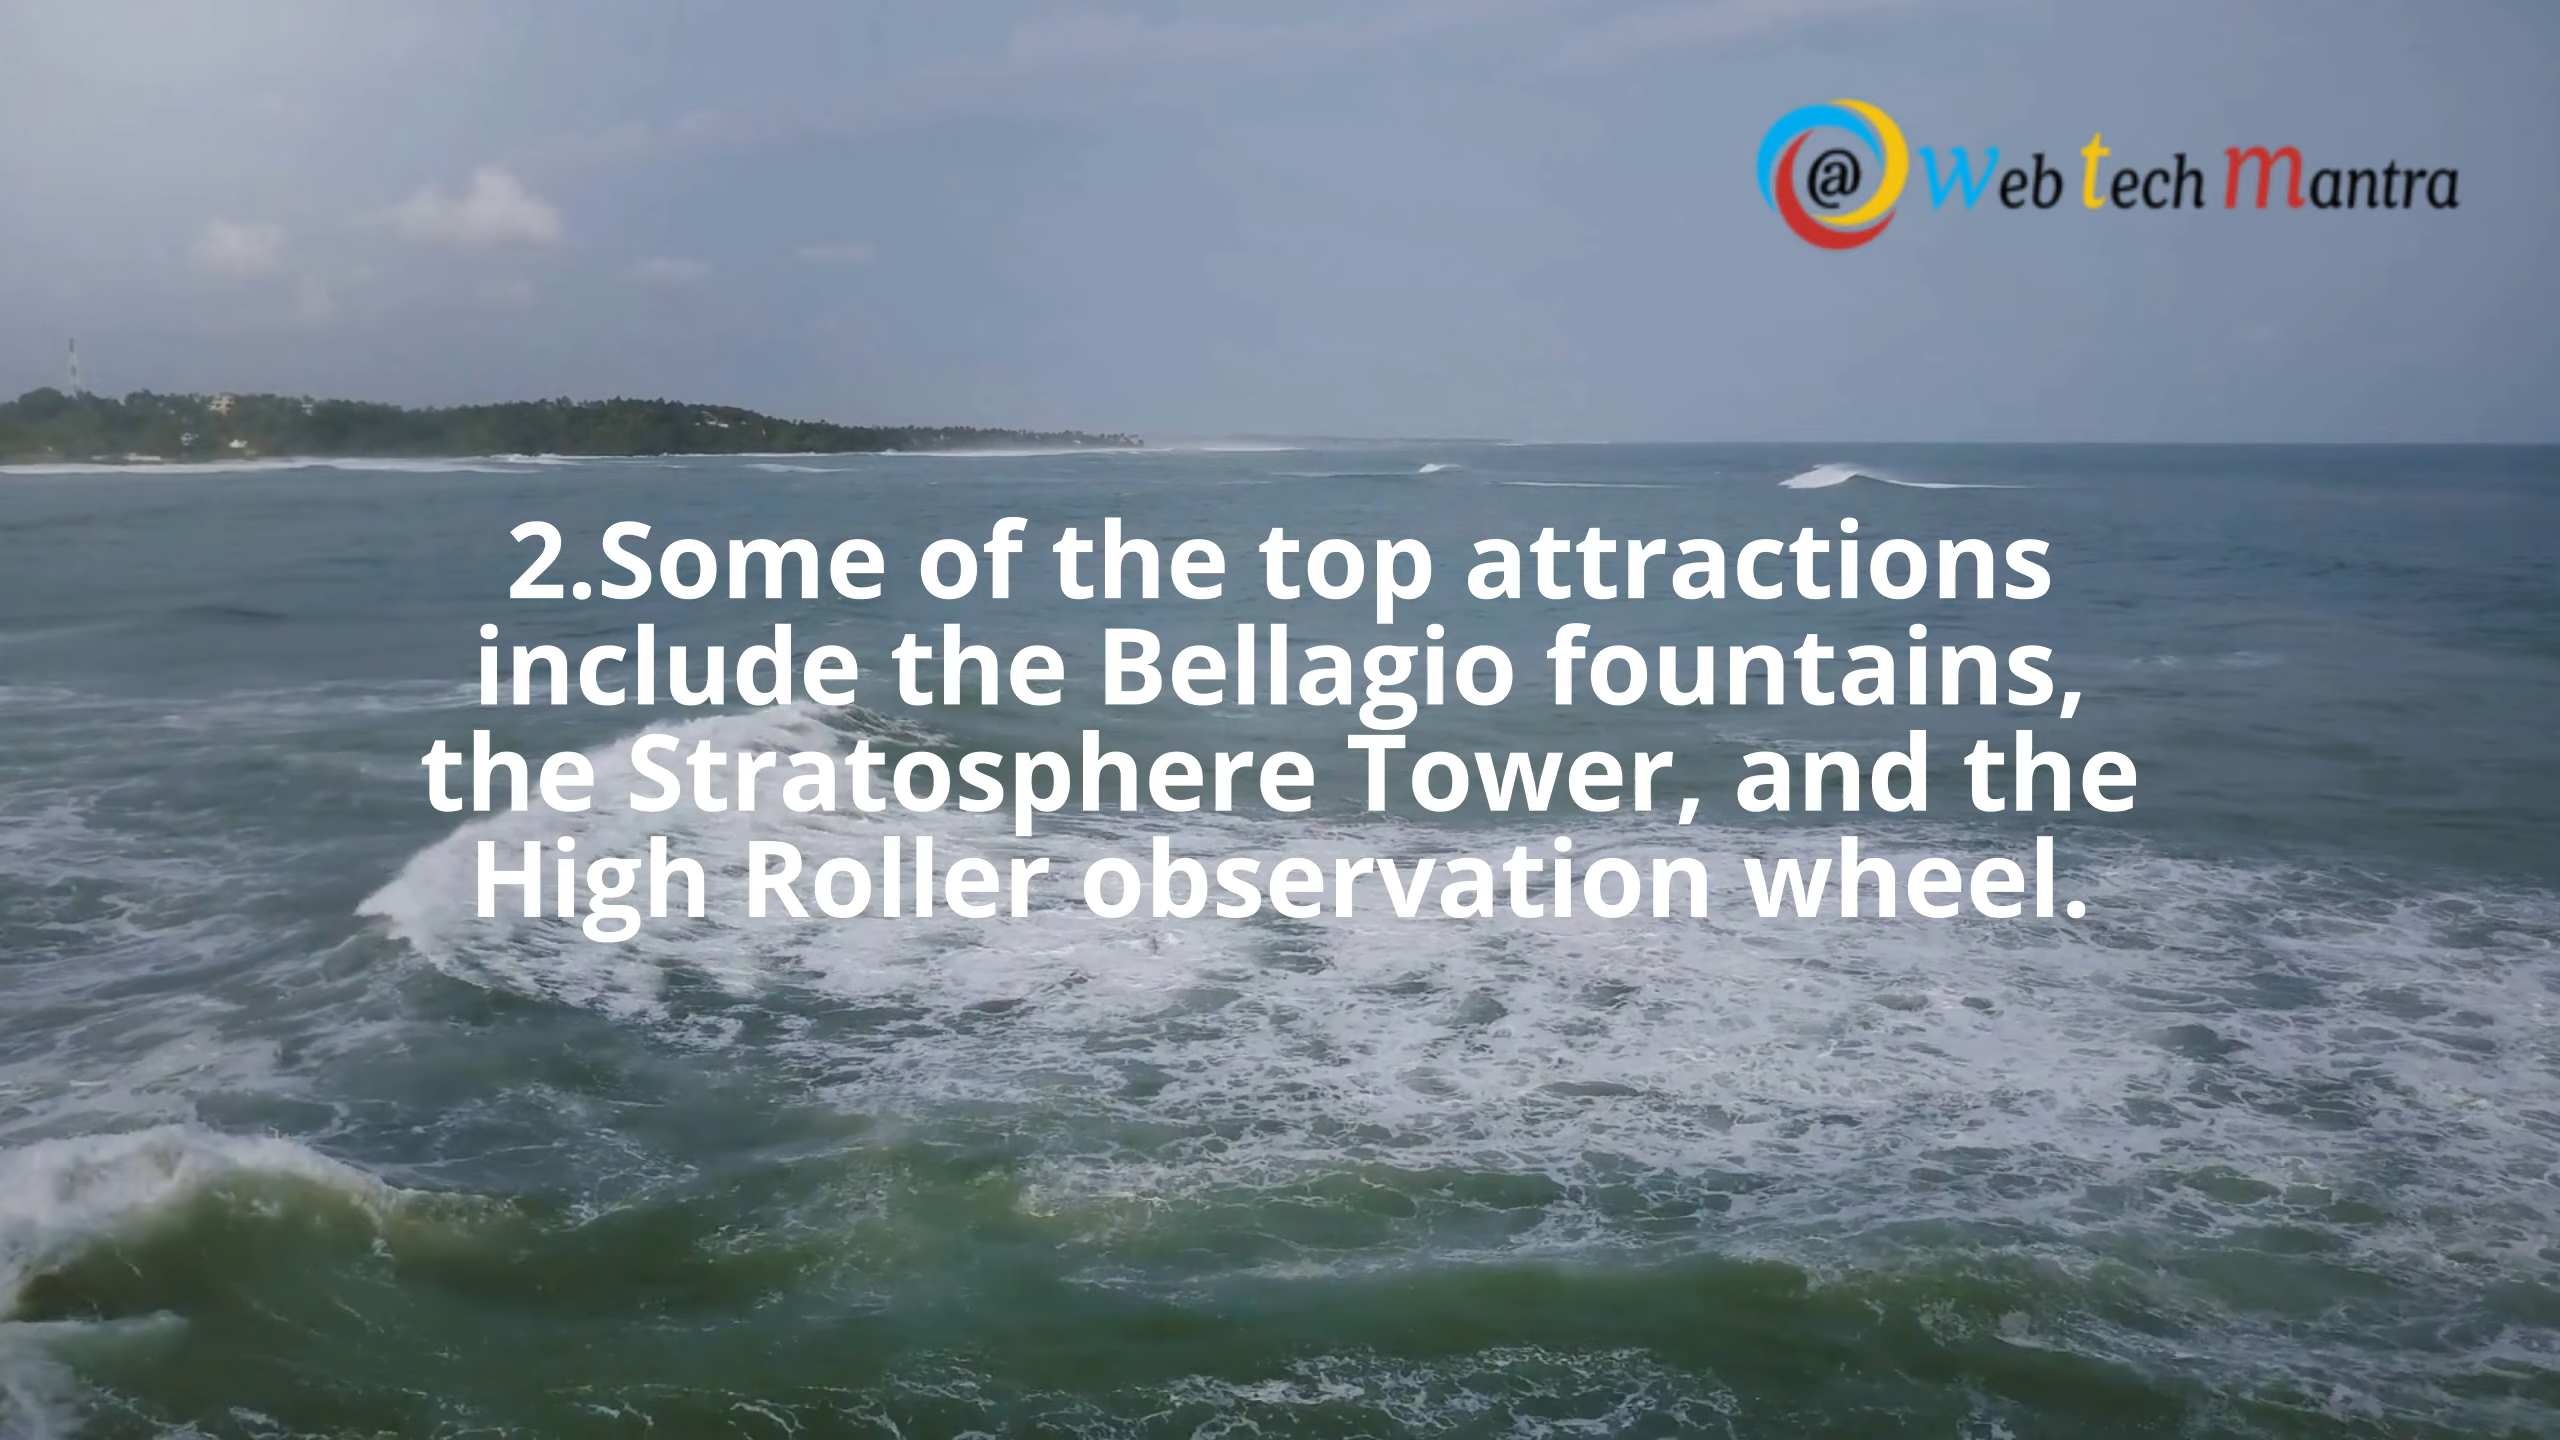 @ Web tech Mantra
2.Some of the top attractions
include the Bellagio fountains,
the Stratosphere Tower, and the
High Roller observation wheel.